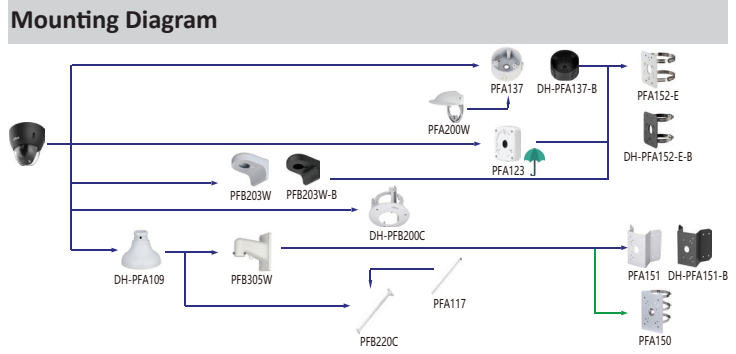 Mounting Diagram
PFA137
DH-PFA137-B
PFA152-E
PFA200W
DH-PFA152-E-B
PFA123
PFB203W
PFB203W-B
DH-PFB200C
DH-PFA109
PFB305W
PFA151
DH-PFA151-B
PFA117
PFB220C
PFA150